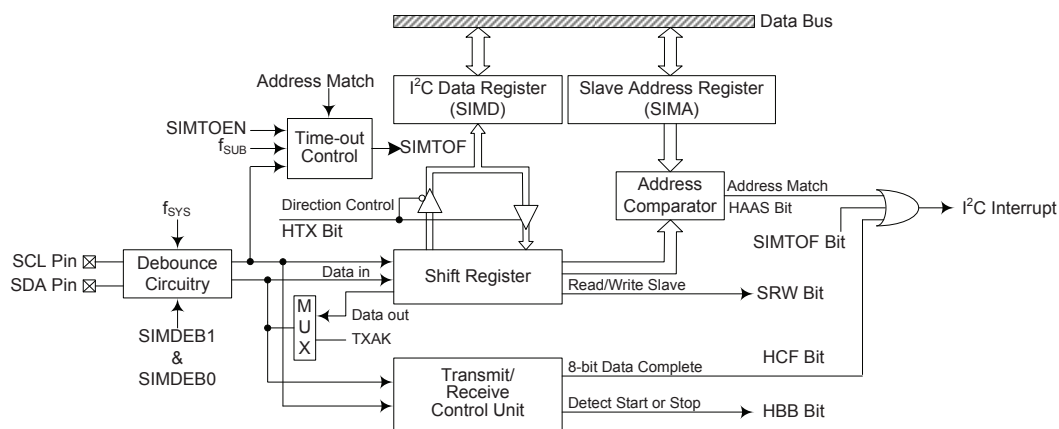 Data Bus
Address Match
I²C Data Register
(SIMD)
Slave Address Register
(SIMA)
SIMTOEN
fSUB
Time-out
Control
SIMTOF
Address
Comparator
Address Match
HAAS Bit
I²C Interrupt
SIMTOF Bit
Direction Control
HTX Bit
fSYS
SCL Pin
SDA Pin
Debounce
Circuitry
Data in
Shift Register
Read/Write Slave
SRW Bit
SIMDEB1
&
SIMDEB0
M
U
X
Data out
TXAK
Transmit/
Receive
Control Unit
8-bit Data Complete
HCF Bit
Detect Start or Stop
HBB Bit